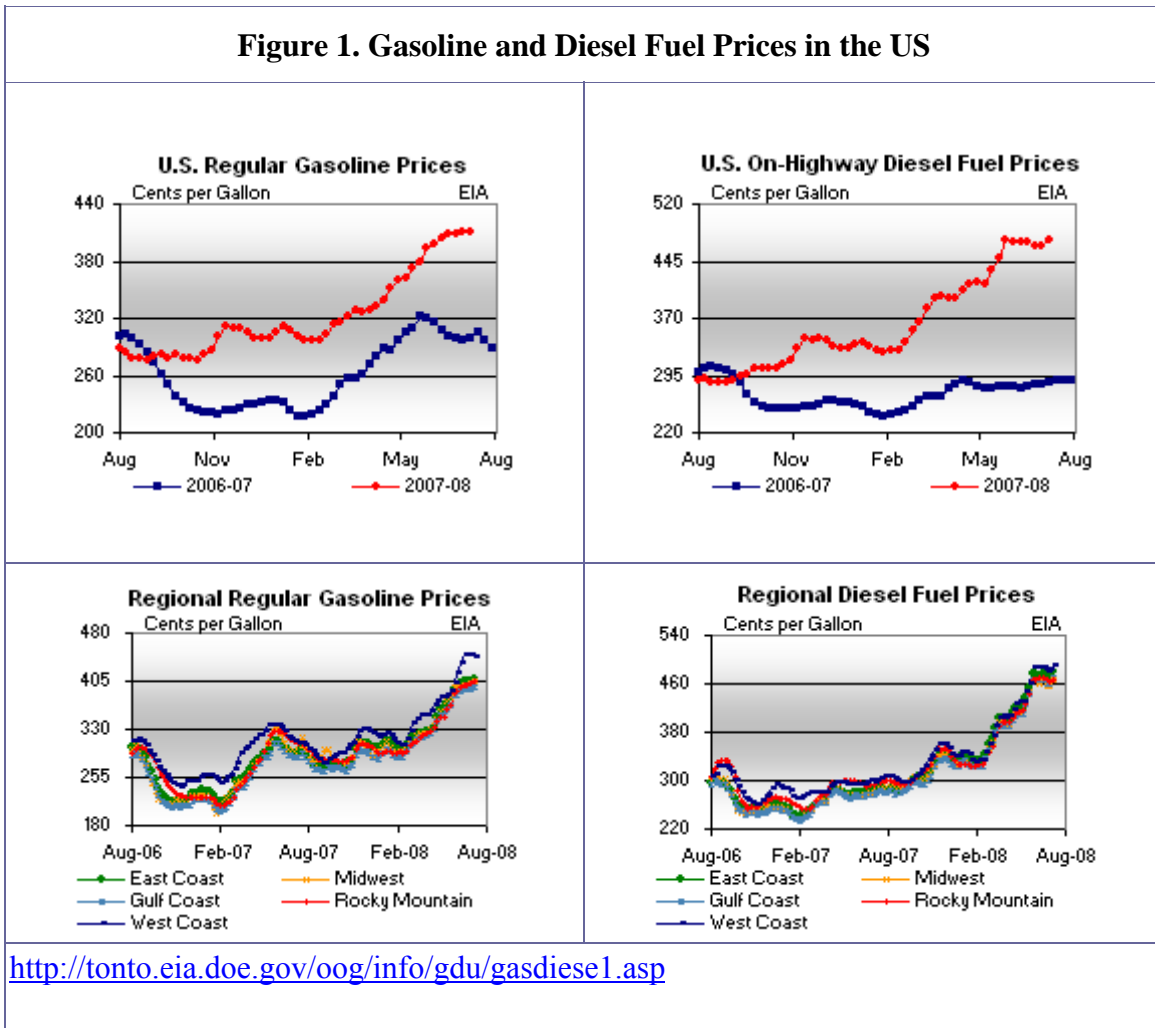 Figure 1. Gasoline and Diesel Fuel Prices in the US
U.S. Regular Gasoline Prices
Cents per Gallon EIA
440
380
320
260
200
Aug Nov Feb May Aug
2006-07 2007-08
U.S. On-Highway Diesel Fuel Prices
Cents per Gallon EIA
520
445
370
295
220
Aug Nov Feb May Aug
2006-07 2007-08
Regional Regular Gasoline Prices
Cents per Gallon EIA
480
405
330
255
180
Aug-06 Feb-07 Aug-07 Feb-08 Aug-08
East Coast Midwest
Gulf Coast Rocky Mountain
West Coast
Regional Diesel Fuel Prices
Cents per Gallon EIA
540
460
380
300
220
Aug-06 Feb-07 Aug-07 Feb-08 Aug-08
East Coast Midwest
Gulf Coast Rocky Mountain
West Coast
http://tonto.eia.doe.gov/oog/info/gdu/gasdiese1.asp